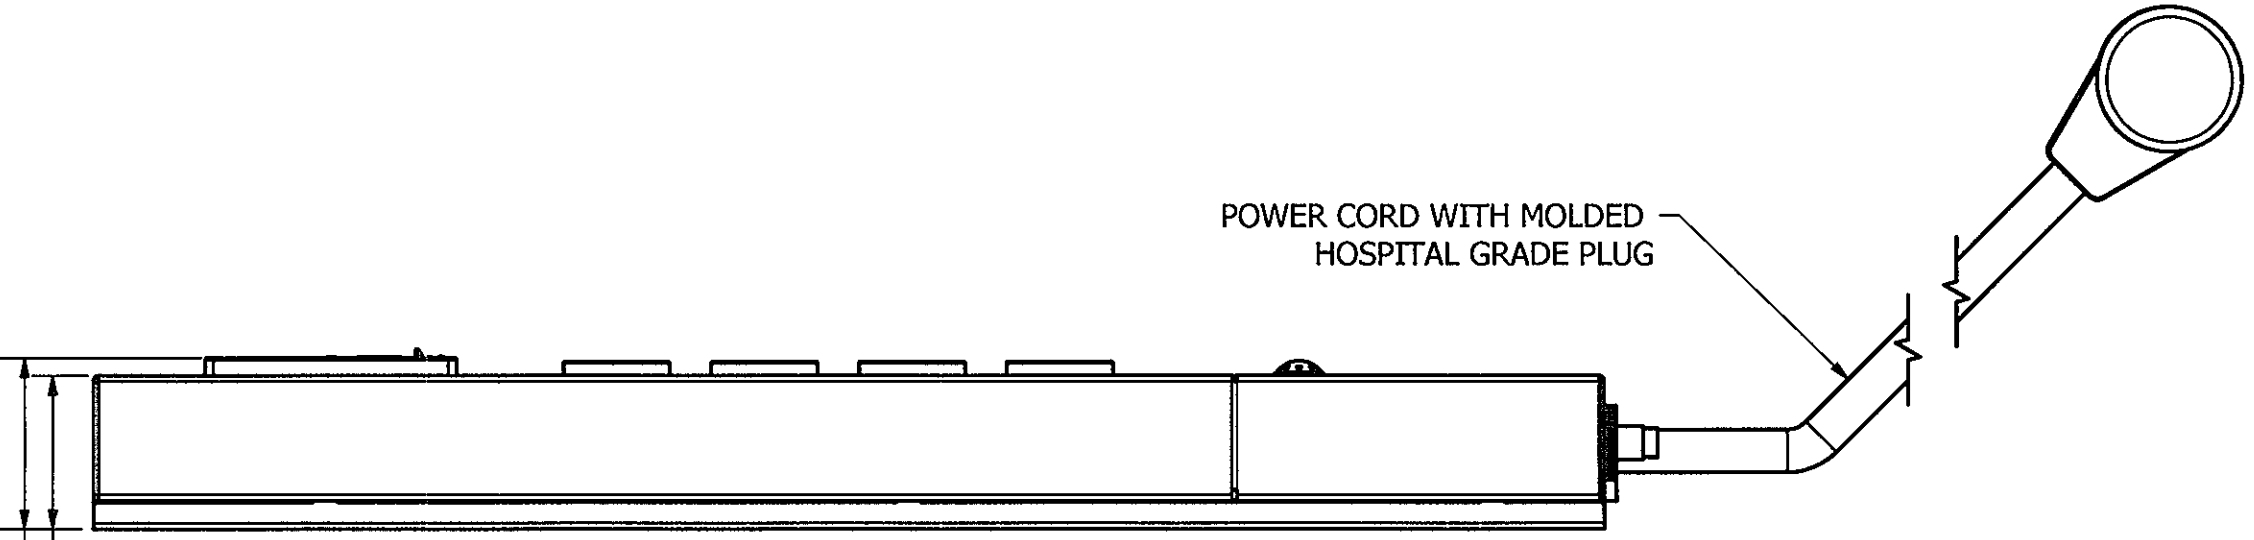 POWER CORD WITH MOLDED
HOSPITAL GRADE PLUG